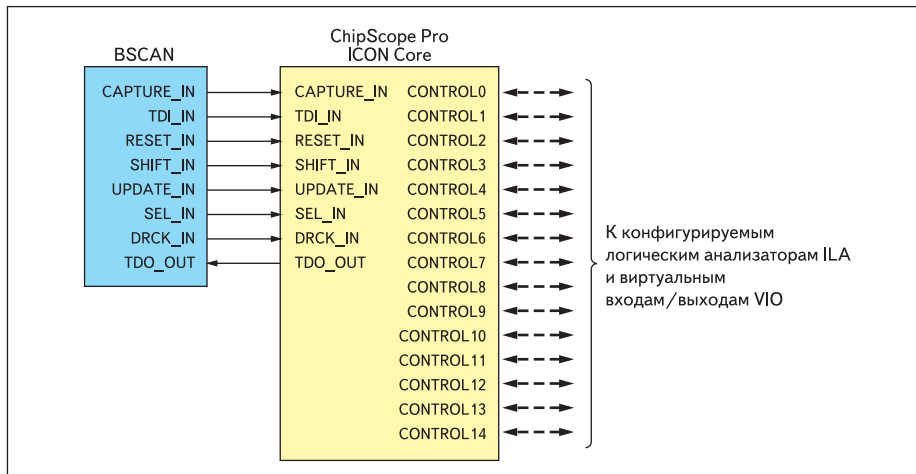 BSCAN
CAPTURE_IN
TDI_IN
RESET_IN
SHIFT_IN
UPDATE_IN
SEL_IN
DRCK_IN
TDO_OUT
ChipScope Pro
ICON Core
CAPTURE_IN CONTROL0
TDI_IN CONTROL1
RESET_IN CONTROL2
SHIFT_IN CONTROL3
UPDATE_IN CONTROL4
SEL_IN CONTROL5
DRCK_IN CONTROL6
TDO_OUT CONTROL7
CONTROL8
CONTROL9
CONTROL10
CONTROL11
CONTROL12
CONTROL13
CONTROL14
К конфигурируемым
логическим анализаторам ILA
и виртуальным
входам/выходам VIO